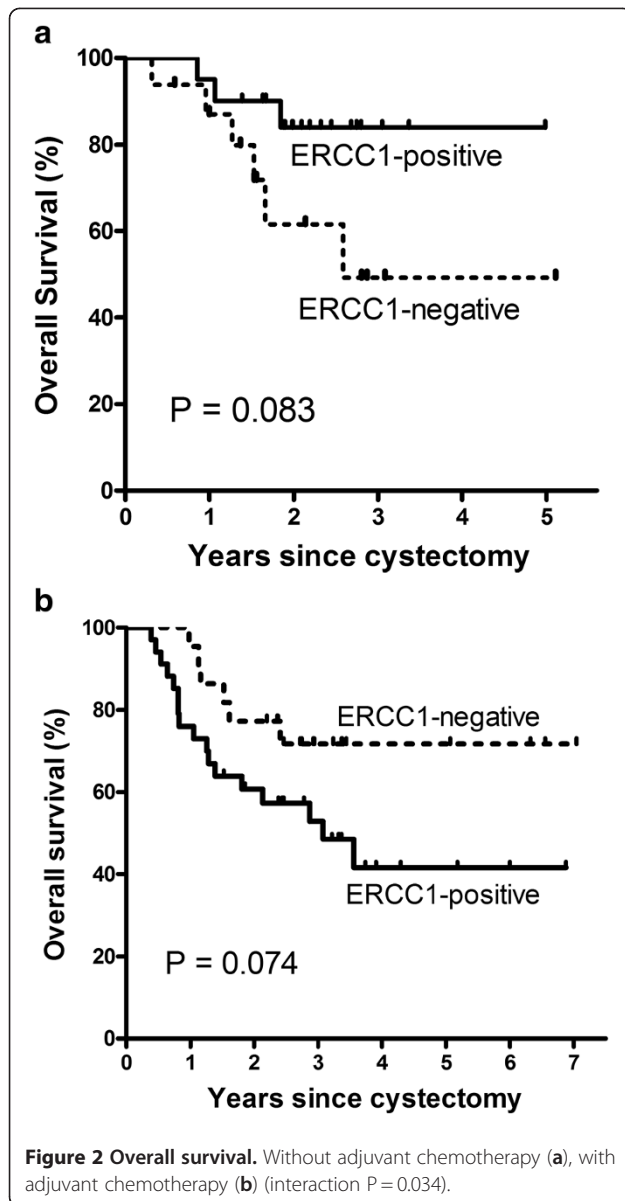 a
100
80
60
40
20
0
Overall Survival (%)
ERCC1-positive
ERCC1-negative
P = 0.083
0 1 2 3 4 5
Years since cystectomy
b
100
80
60
40
20
0
Overall survival (%)
ERCC1-negative
ERCC1-positive
P = 0.074
0 1 2 3 4 5 6 7
Years since cystectomy
Figure 2 Overall survival. Without adjuvant chemotherapy (a), with
adjuvant chemotherapy (b) (interaction P = 0.034).